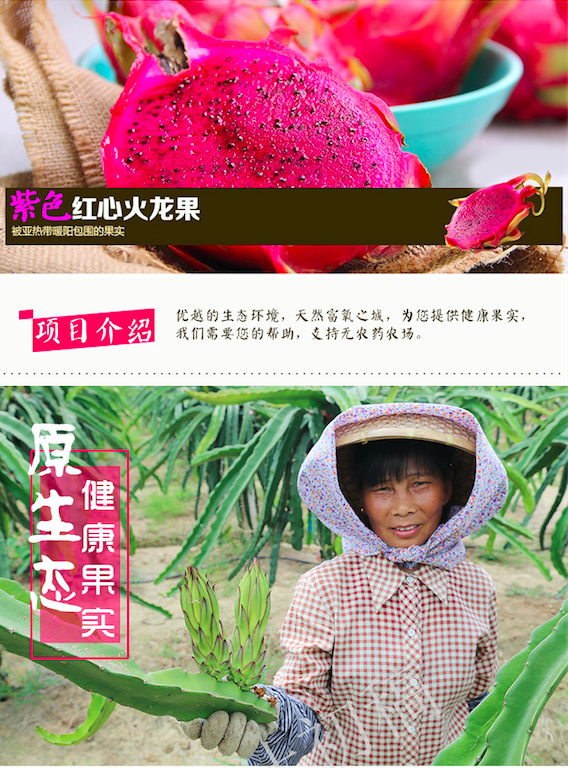 紫色红心火龙果
被亚热带暖阳包围的果实
项目介绍
优越的生态环境，天然富氧之城，为您提供健康果实，
我们需要您的帮助，支持无农药农场。
原生态
健康果实